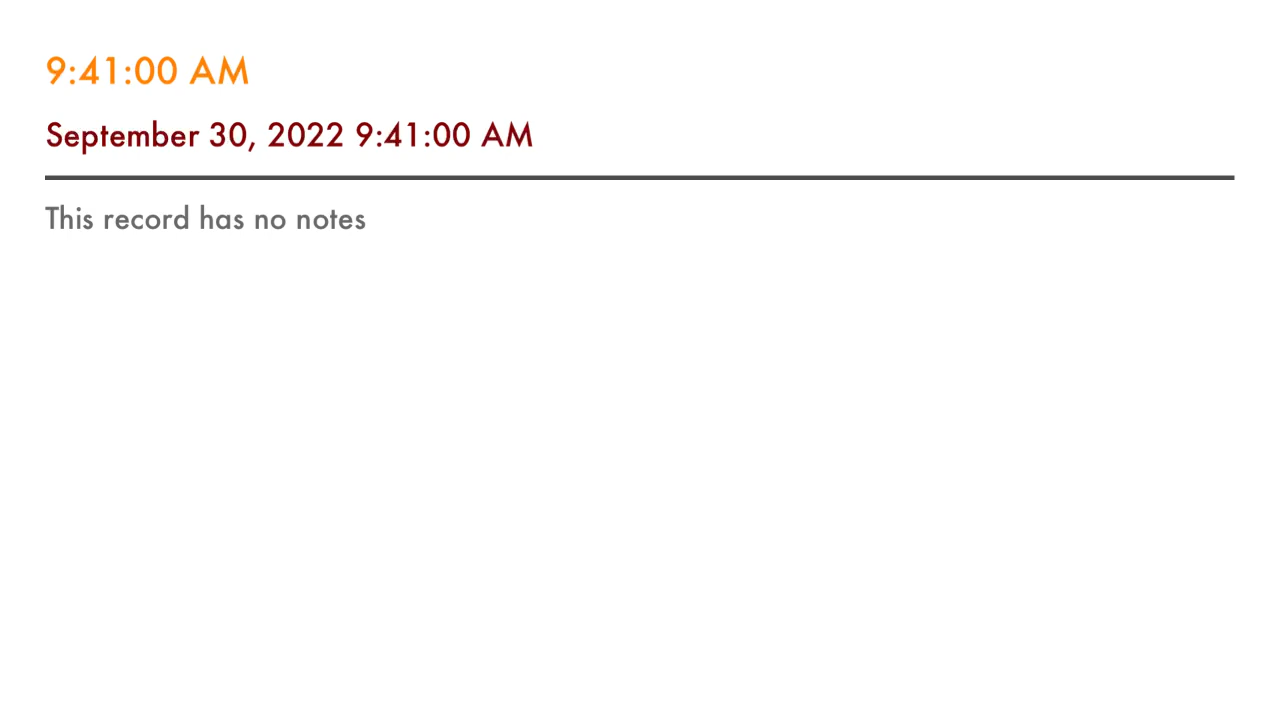 9:41:00 AM
September 30, 2022 9:41:00 AM
This record has no notes